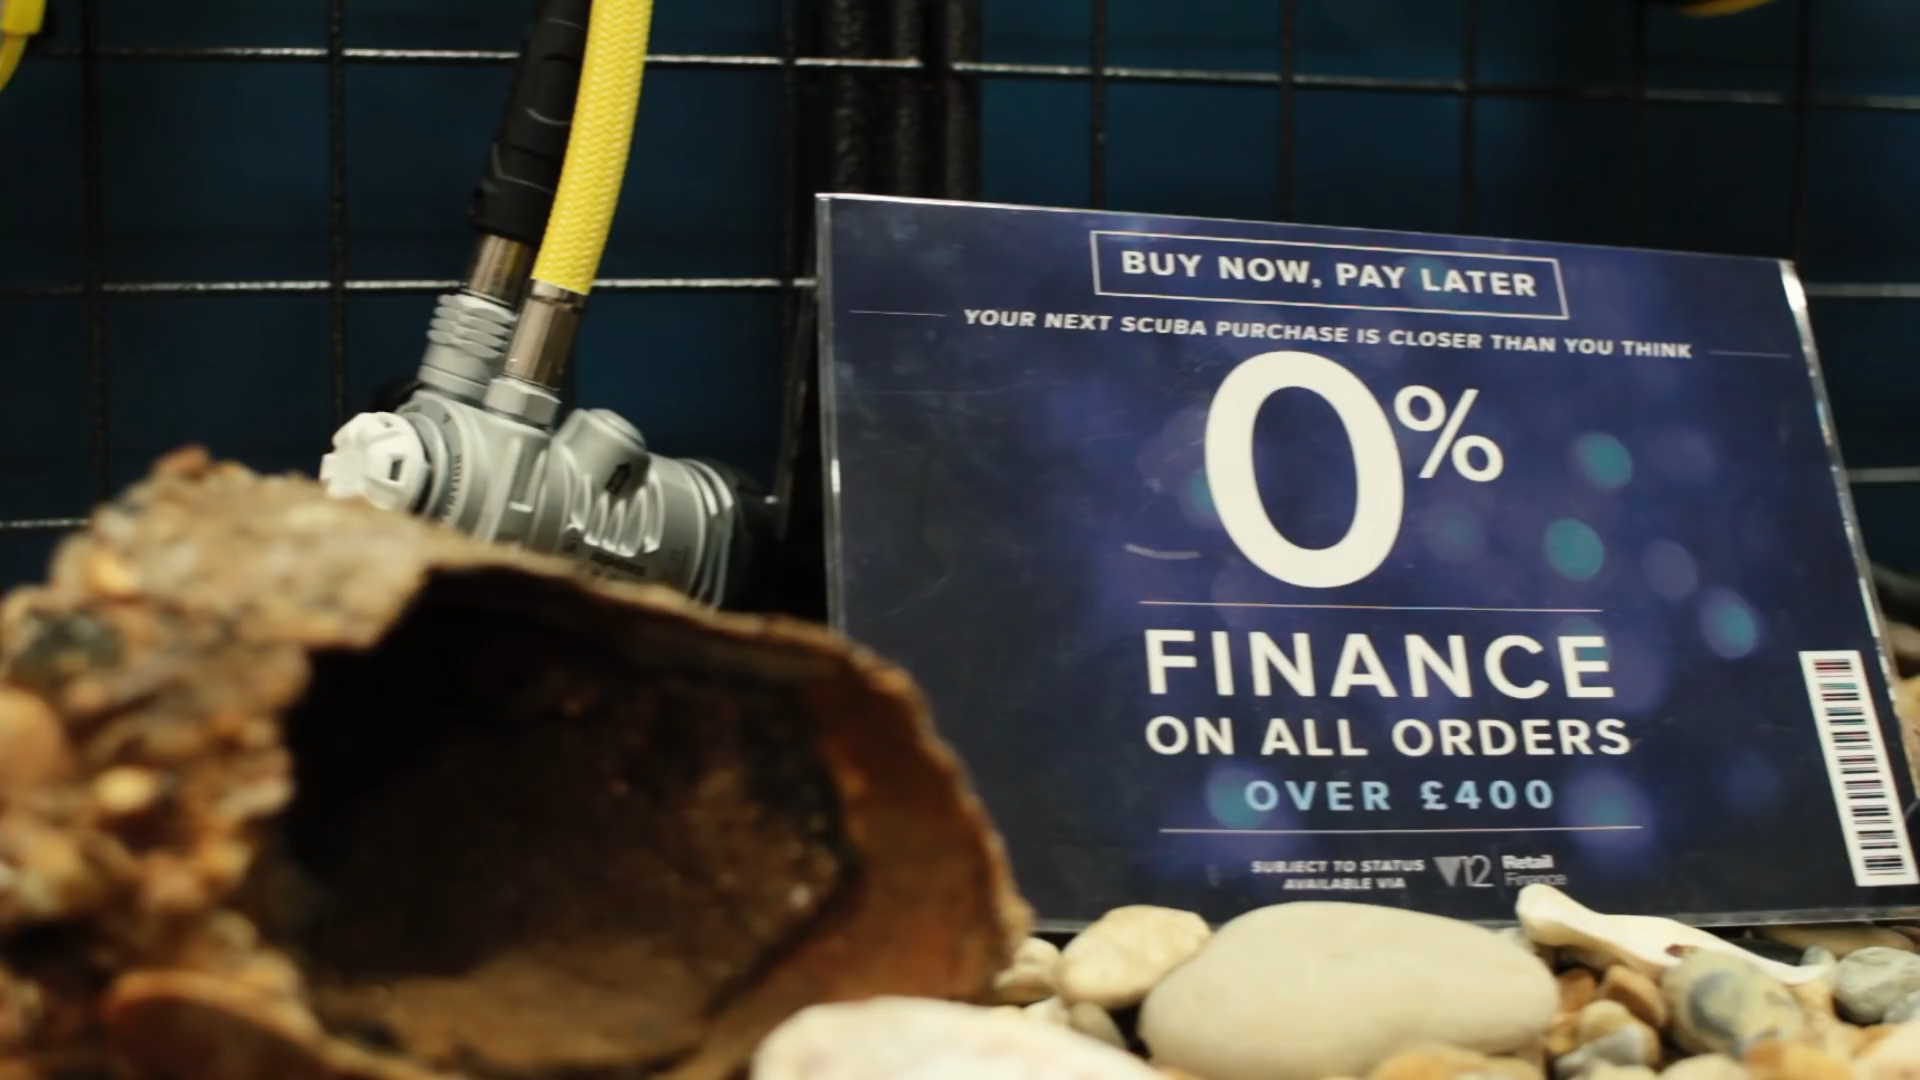 BUY NOW, PAY LATER
YOUR NEXT SCUBA PURCHASE IS CLOSER THAN YOU THINK
0%
FINANCE
ON ALL ORDERS
OVER £400
SUBJECT TO STATUS
AVAILABLE VIA
V12 Retail
Finance